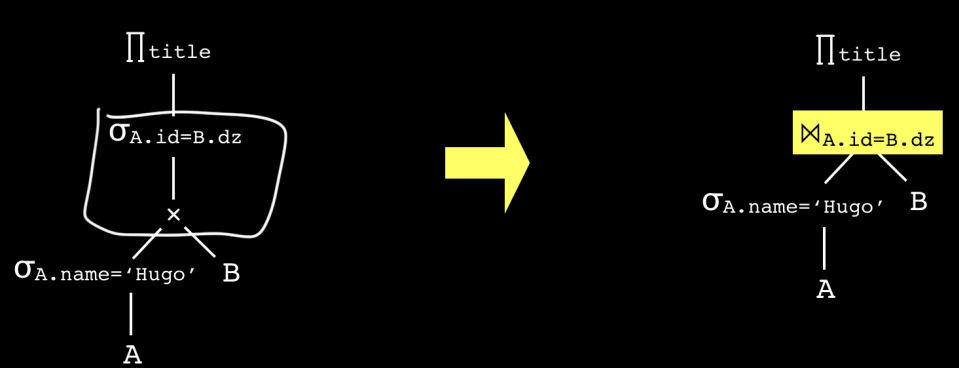 ∏title
∏title
σA.id=B.dz
⋈A.id=B.dz
×
σA.name=‘Hugo’
B
σA.name=‘Hugo’
B
A
A